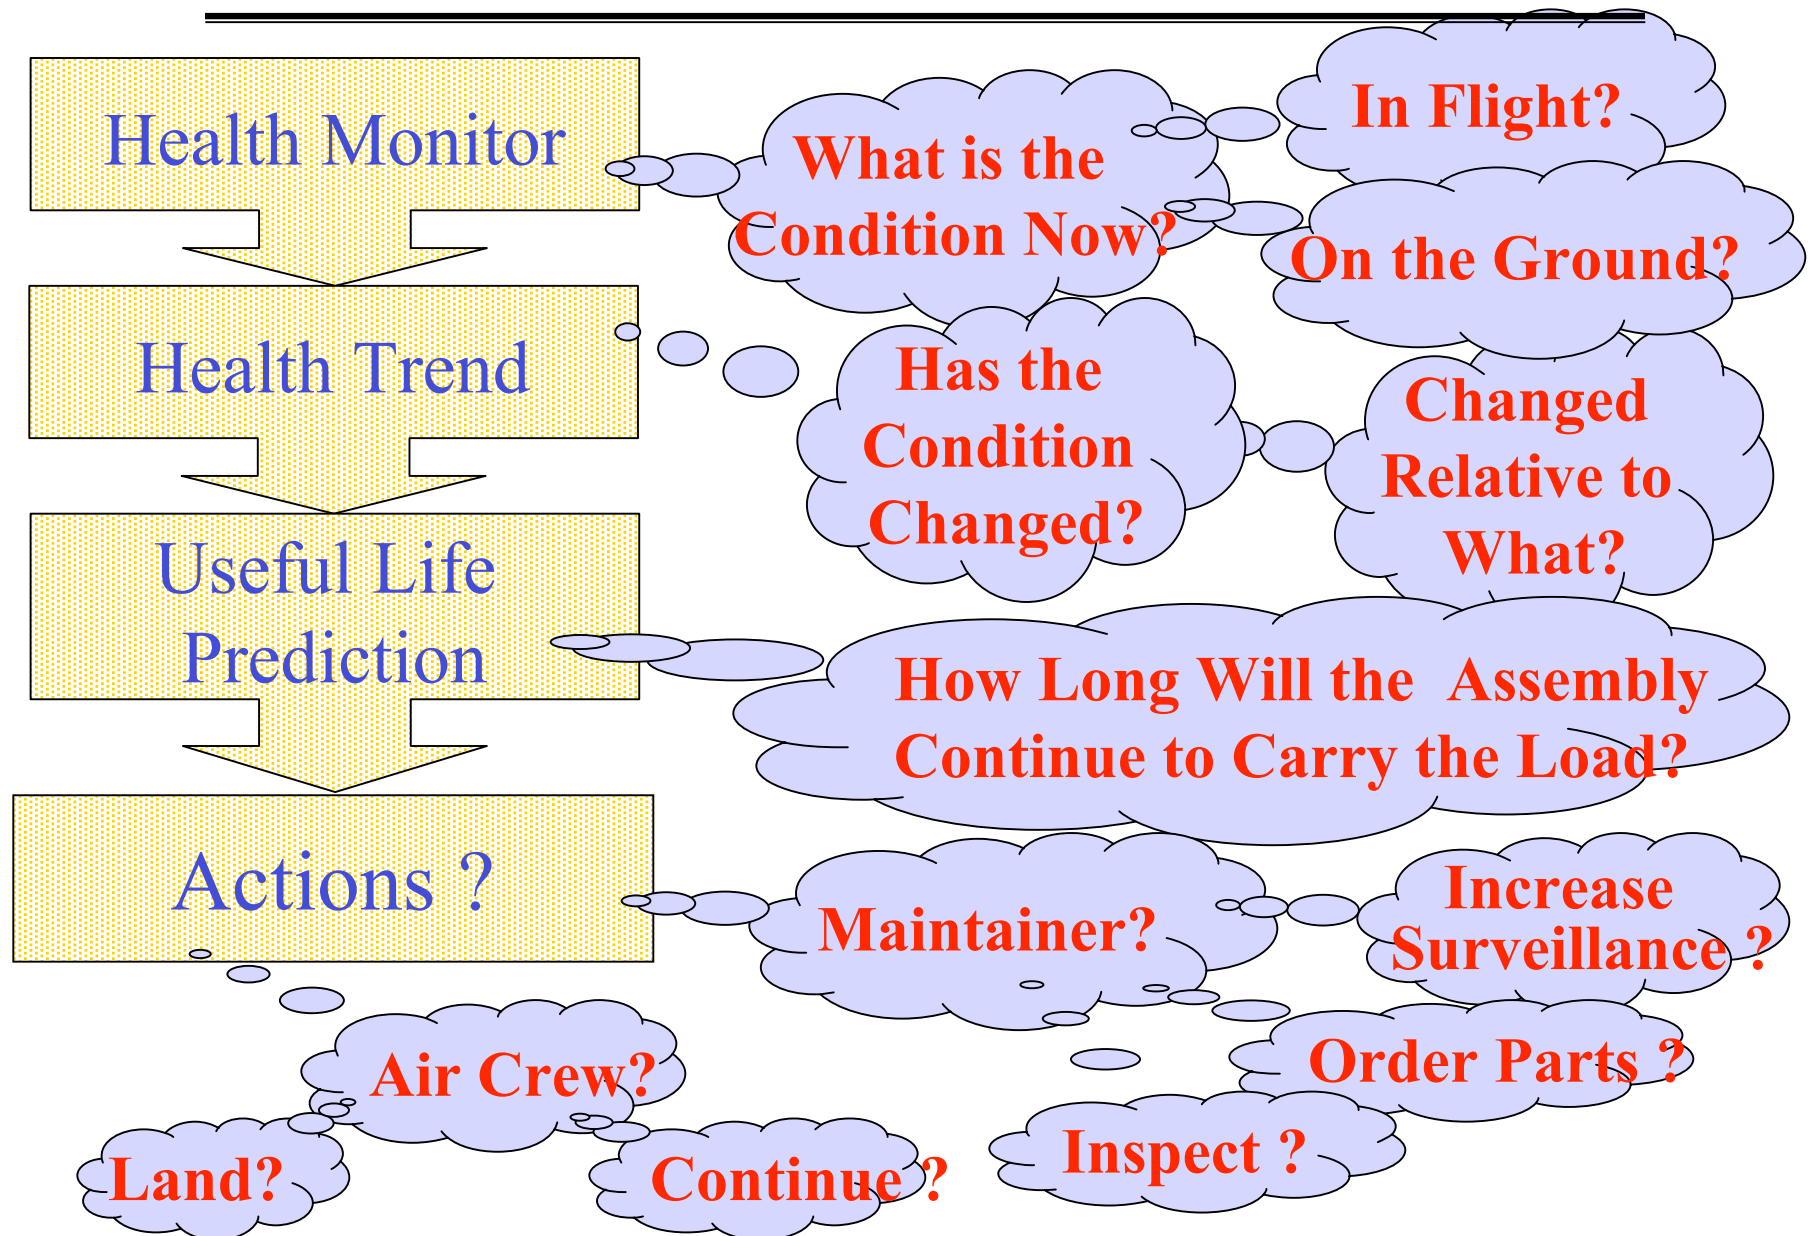 Health Monitor
What is the
Condition Now?
In Flight?
On the Ground?
Health Trend
Has the
Condition
Changed?
Changed
Relative to
What?
Useful Life
Prediction
How Long Will the Assembly
Continue to Carry the Load?
Actions ?
Maintainer?
Increase
Surveillance ?
Order Parts ?
Inspect ?
Air Crew?
Land?
Continue ?